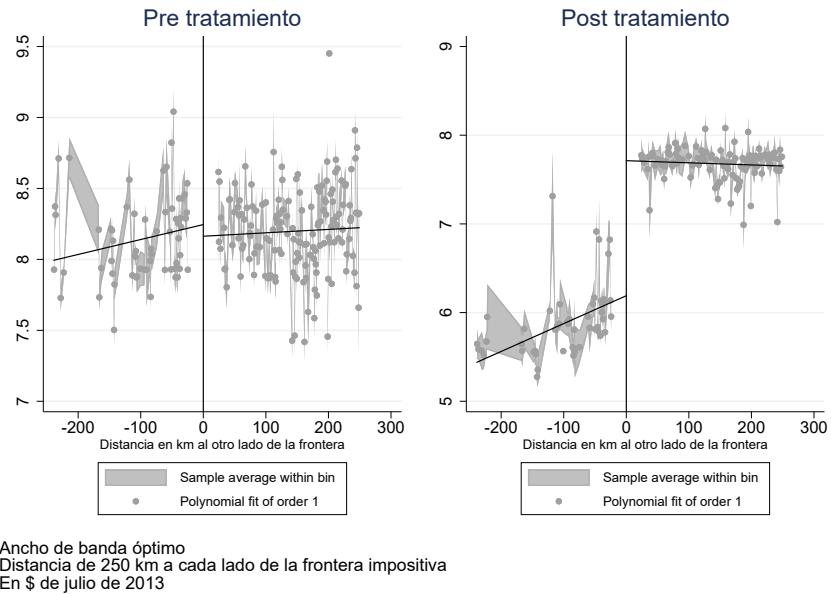 Pre tratamiento
9.5
9
8.5
8
7.5
7
-200 -100 0 100 200 300
Distancia en km al otro lado de la frontera
Sample average within bin
Polynomial fit of order 1
Post tratamiento
9
8
7
6
5
-200 -100 0 100 200 300
Distancia en km al otro lado de la frontera
Sample average within bin
Polynomial fit of order 1
Ancho de banda óptimo
Distancia de 250 km a cada lado de la frontera impositiva
En $ de julio de 2013